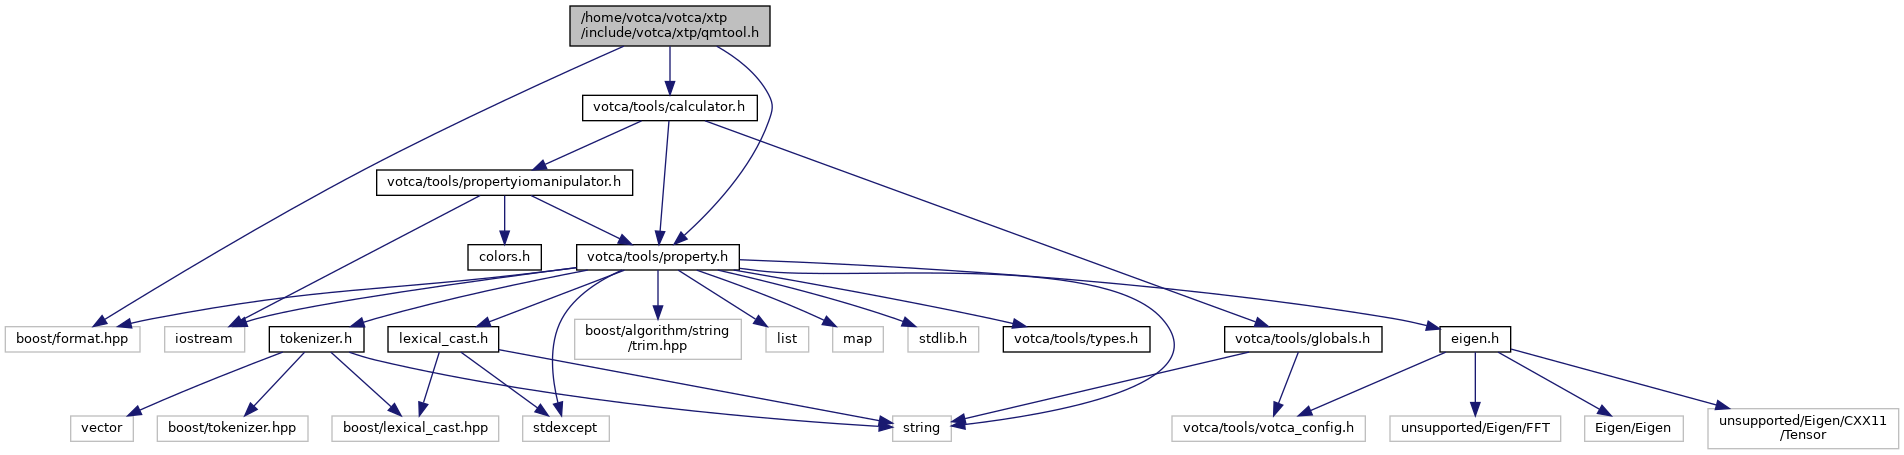 /home/votca/votca/xtp
/include/votca/xtp/qmtool.h
votca/tools/calculator.h
votca/tools/propertyiomanipulator.h
colors.h
votca/tools/property.h
boost/format.hpp
iostream
tokenizer.h
lexical_cast.h
boost/algorithm/string
/trim.hpp
list
map
stdlib.h
votca/tools/types.h
votca/tools/globals.h
eigen.h
vector
boost/tokenizer.hpp
boost/lexical_cast.hpp
stdexcept
string
votca/tools/votca_config.h
unsupported/Eigen/FFT
Eigen/Eigen
unsupported/Eigen/CXX11
/Tensor